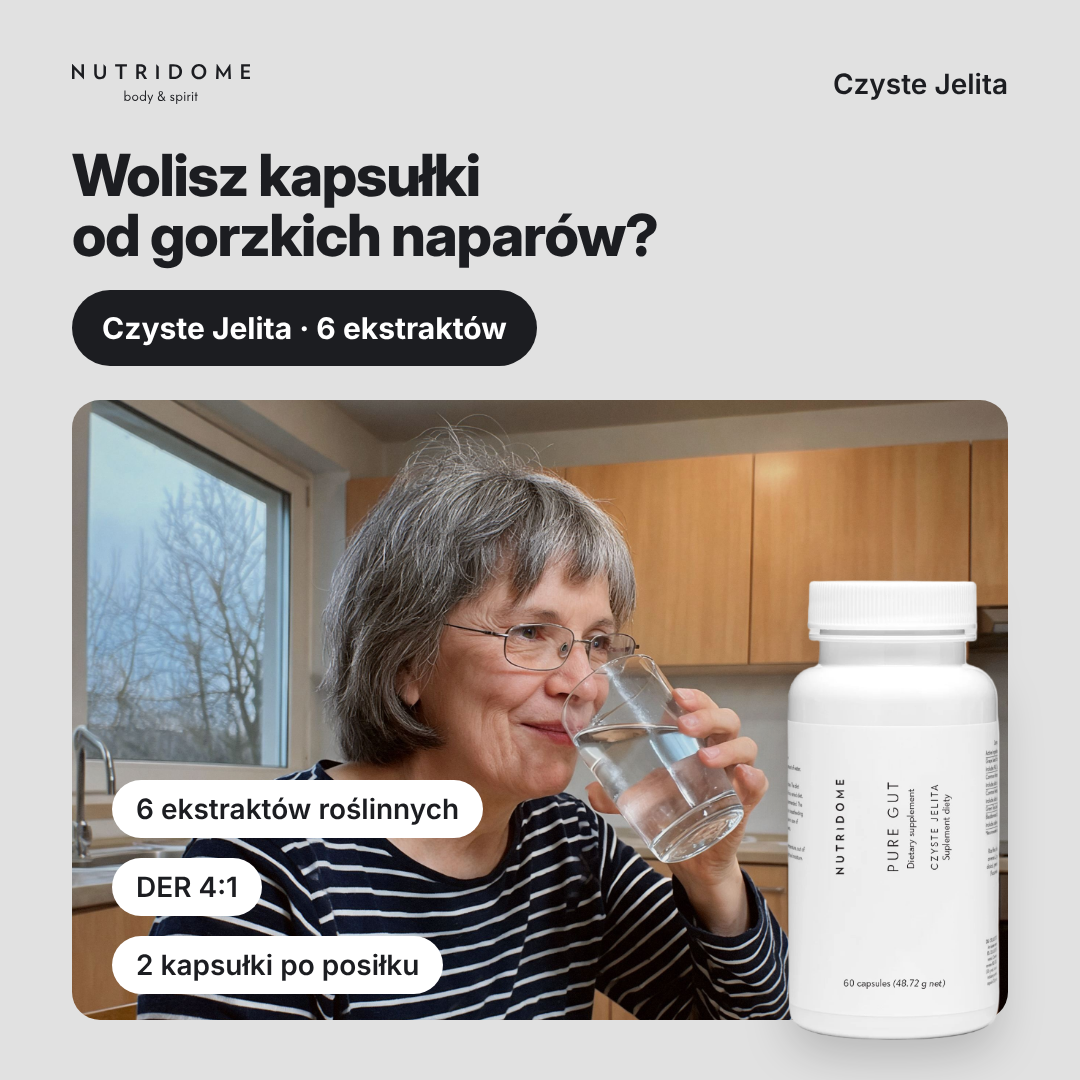 NUTRIDOME
body & spirit
Czyste Jelita
Wolisz kapsułki
od gorzkich naparów?
Czyste Jelita · 6 ekstraktów
6 ekstraktów roślinnych
DER 4:1
2 kapsułki po posiłku
NUTRIDOME
PURE GUT
Dietary supplement
CZYSTE JELITA
Suplement diety
60 capsules (48.72 g net)